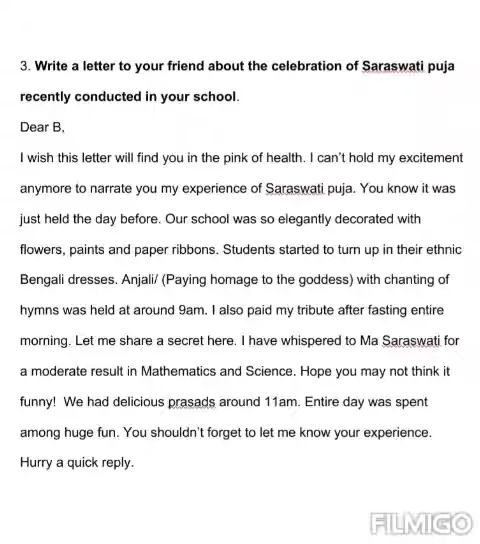 3. Write a letter to your friend about the celebration of Saraswati puja
recently conducted in your school.
Dear B,
I wish this letter will find you in the pink of health. I can't hold my excitement
anymore to narrate you my experience of Saraswati puja. You know it was
just held the day before. Our school was so elegantly decorated with
flowers, paints and paper ribbons. Students started to turn up in their ethnic
Bengali dresses. Anjali/ (Paying homage to the goddess) with chanting of
hymns was held at around 9am. I also paid my tribute after fasting entire
morning. Let me share a secret here. I have whispered to Ma Saraswati for
a moderate result in Mathematics and Science. Hope you may not think it
funny! We had delicious prasads around 11am. Entire day was spent
among huge fun. You shouldn't forget to let me know your experience.
Hurry a quick reply.
FILMIGO